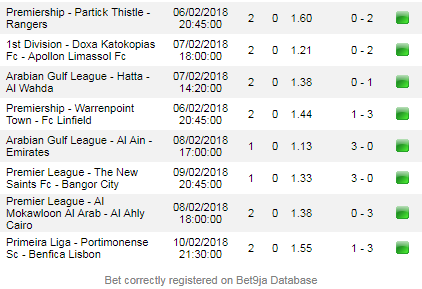 Premiership - Partick Thistle - 06/02/2018 2 0 1.60 0 - 2
Rangers 20:45:00
1st Division - Doxa Katokopias 07/02/2018 2 0 1.21 0 - 2
Fc - Apollon Limassol Fc 18:00:00
Arabian Gulf League - Hatta - 07/02/2018 2 0 1.38 0 - 1
Al Wahda 14:20:00
Premiership - Warrenpoint 06/02/2018 2 0 1.44 1 - 3
Town - Fc Linfield 20:45:00
Arabian Gulf League - Al Ain - 08/02/2018 1 0 1.13 3 - 0
Emirates 17:00:00
Premier League - The New 09/02/2018 1 0 1.33 3 - 0
Saints Fc - Bangor City 20:45:00
Premier League - Al
Mokawloon Al Arab - Al Ahly 08/02/2018 2 0 1.38 0 - 3
Cairo 18:00:00
Primeira Liga - Portimonense 10/02/2018 2 0 1.55 1 - 3
Sc - Benfica Lisbon 21:30:00
Bet correctly registered on Bet9ja Database